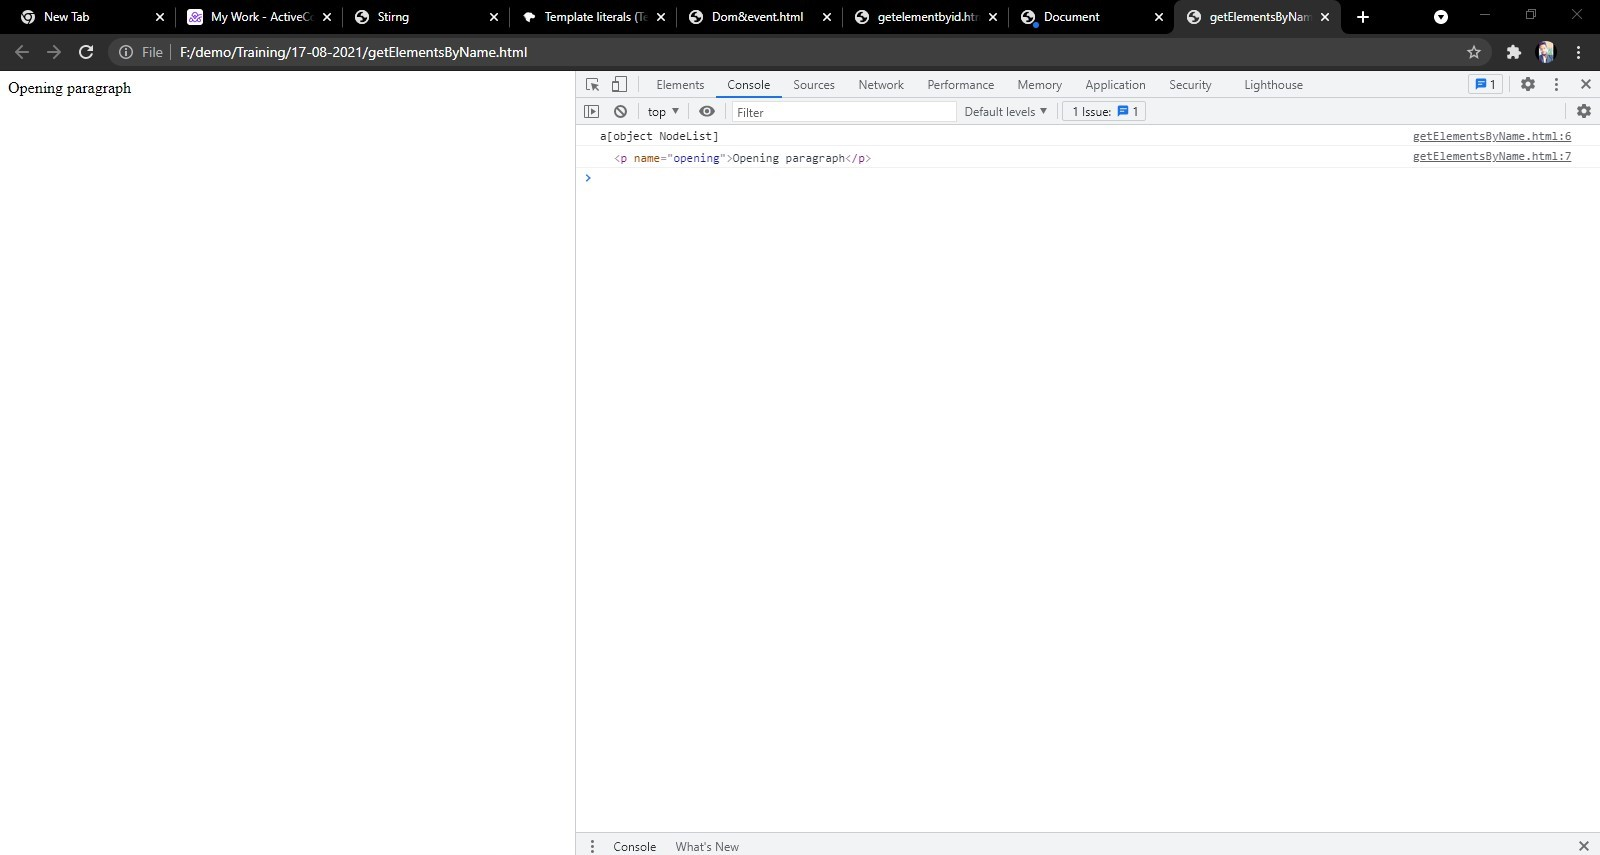 New Tab
My Work - ActiveCo
Stirng
Template literals (Te
Dom&event.html
getelementbyid.htm
Document
getElementsByNam
File
F:/demo/Training/17-08-2021/getElementsByName.html
Opening paragraph
Elements Console Sources Network Performance Memory Application Security Lighthouse 1
top Filter Default levels 1 Issue: 1
a[object NodeList] getElementsByName.html:6
<p name="opening">Opening paragraph</p> getElementsByName.html:7
Console What's New